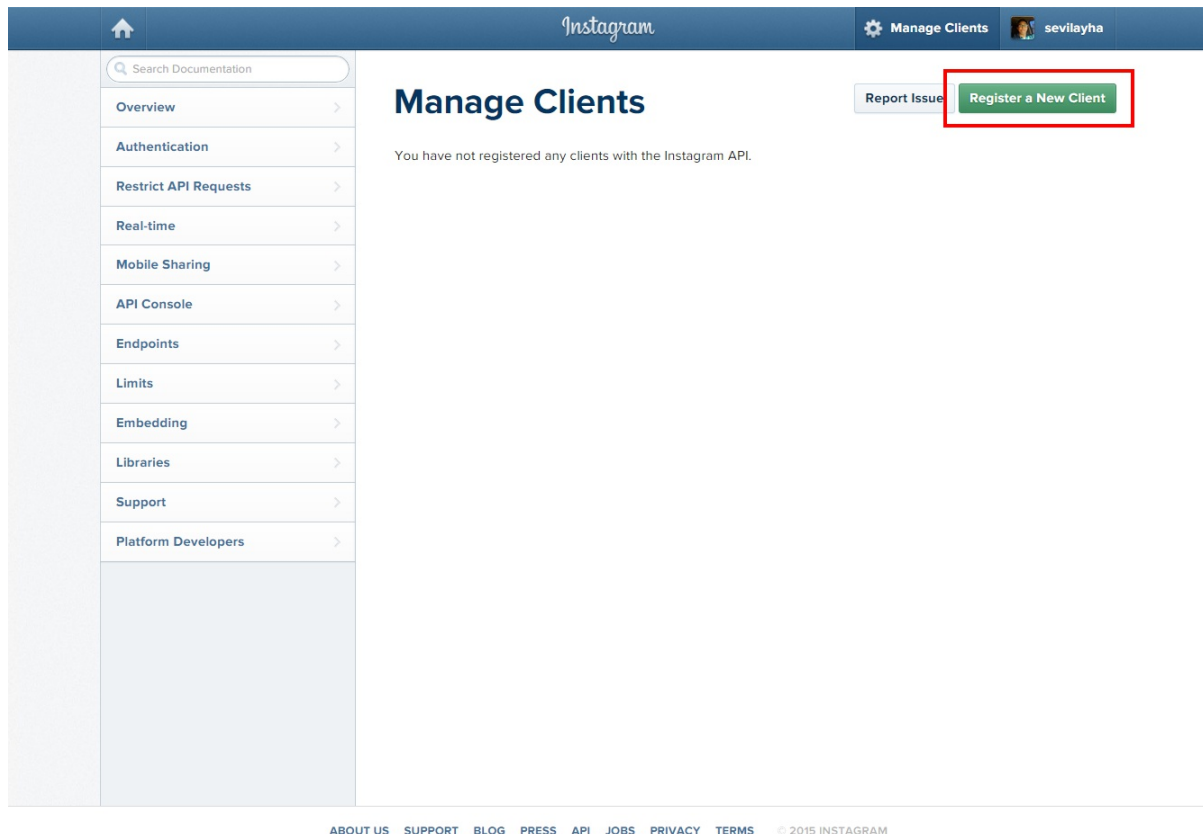 Instagram
Manage Clients
sevilayha
Search Documentation
Overview
Authentication
Restrict API Requests
Real-time
Mobile Sharing
API Console
Endpoints
Limits
Embedding
Libraries
Support
Platform Developers
Manage Clients
Report Issue
Register a New Client
You have not registered any clients with the Instagram API.
ABOUT US SUPPORT BLOG PRESS API JOBS PRIVACY TERMS © 2015 INSTAGRAM